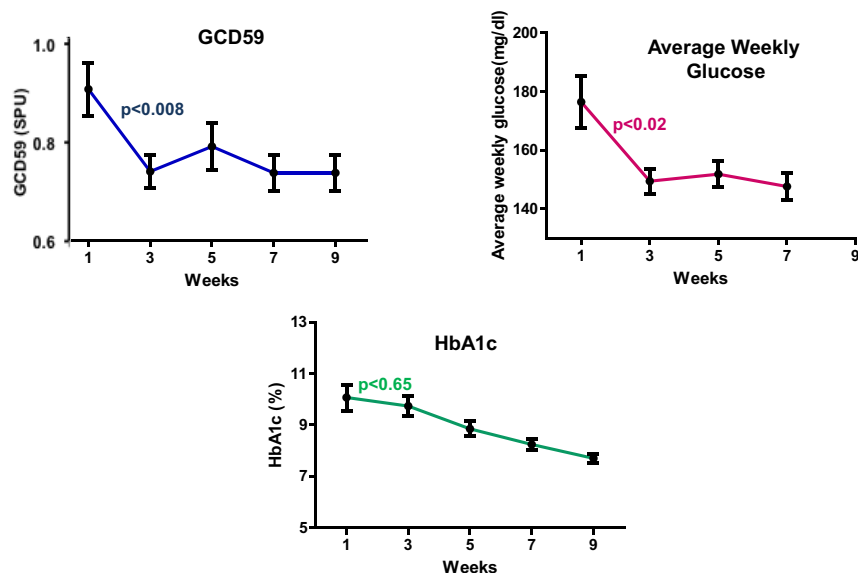 GCD59
1.0
0.8
0.6
GCD59 (SPU)
p<0.008
1 3 5 7 9
Weeks
Average Weekly
Glucose
200
180
160
140
Average weekly glucose(mg/dl)
p<0.02
1 3 5 7 9
Weeks
HbA1c
13
11
9
7
5
HbA1c (%)
p<0.65
1 3 5 7 9
Weeks